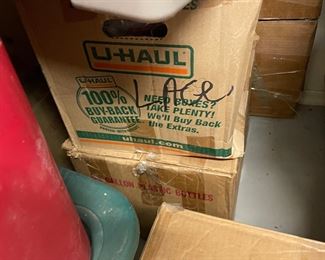 U-HAUL
U-HAUL
100%
BUY-BACK
GUARANTEE
NEED BOXES?
TAKE PLENTY!
We'll Buy Back
the Extras.
LACE
uhaul.com
GALLON PLASTIC BOTTLES